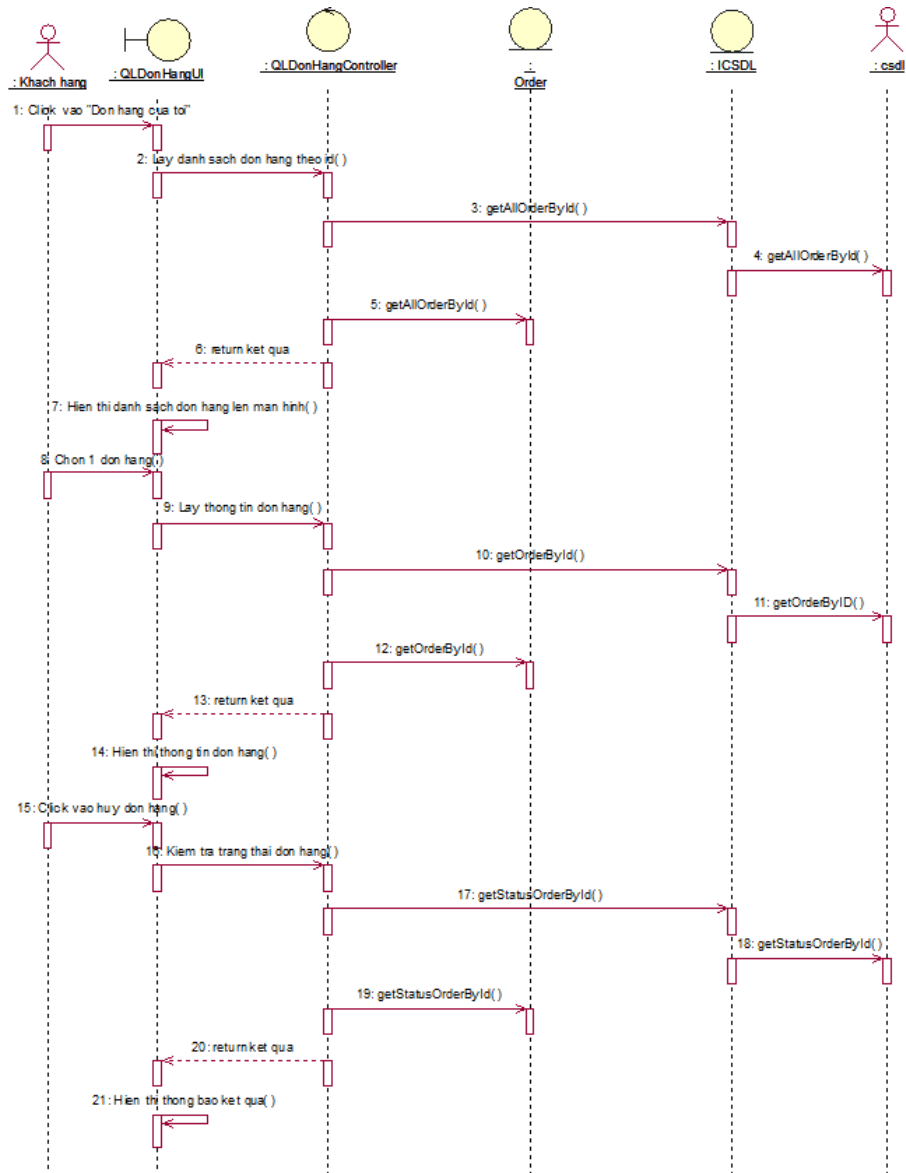 : Khach hang
: QLDonHangUI
: QLDonHangController
:
Order
: ICSDL
: csdl
1: Click vao "Don hang cua toi"
2: Lay danh sach don hang theo id( )
3: getAllOrderById( )
4: getAllOrderById( )
5: getAllOrderById( )
6: return ket qua
7: Hien thi danh sach don hang len man hinh( )
8: Chon 1 don hang( )
9: Lay thong tin don hang( )
10: getOrderById( )
11: getOrderByID( )
12: getOrderById( )
13: return ket qua
14: Hien thi thong tin don hang( )
15: Click vao huy don hang( )
16: Kiem tra trang thai don hang( )
17: getStatusOrderById( )
18: getStatusOrderById( )
19: getStatusOrderById( )
20: return ket qua
21: Hien thi thong bao ket qua( )